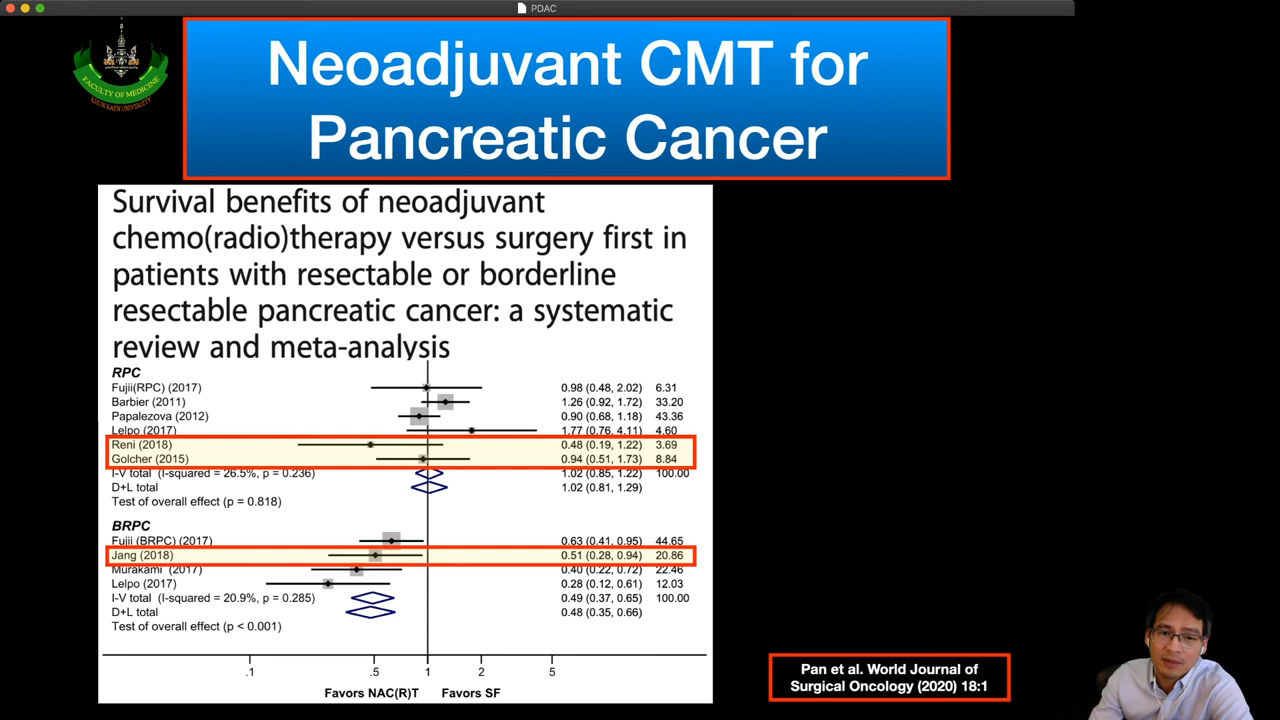 PDAC
Neoadjuvant CMT for
Pancreatic Cancer
FACULTY OF MEDICINE
KHON KAEN UNIVERSITY
Survival benefits of neoadjuvant
chemo(radio)therapy versus surgery first in
patients with resectable or borderline
resectable pancreatic cancer: a systematic
review and meta-analysis
RPC
Fujii(RPC) (2017) 0.98 (0.48, 2.02) 6.31
Barbier (2011) 1.26 (0.92, 1.72) 33.20
Papalezova (2012) 0.90 (0.68, 1.18) 43.36
Lelpo (2017) 1.77 (0.76, 4.11) 4.60
Reni (2018) 0.48 (0.19, 1.22) 3.69
Golcher (2015) 0.94 (0.51, 1.73) 8.84
I-V total (I-squared = 26.5%, p = 0.236) 1.02 (0.85, 1.22) 100.00
D+L total 1.02 (0.81, 1.29)
Test of overall effect (p = 0.818)
BRPC
Fujii (BRPC) (2017) 0.63 (0.41, 0.95) 44.65
Jang (2018) 0.51 (0.28, 0.94) 20.86
Murakami (2017) 0.40 (0.22, 0.72) 22.46
Lelpo (2017) 0.28 (0.12, 0.61) 12.03
I-V total (I-squared = 20.9%, p = 0.285) 0.49 (0.37, 0.65) 100.00
D+L total 0.48 (0.35, 0.66)
Test of overall effect (p < 0.001)
.1 .5 1 2 5
Favors NAC(R)T Favors SF
Pan et al. World Journal of
Surgical Oncology (2020) 18:1